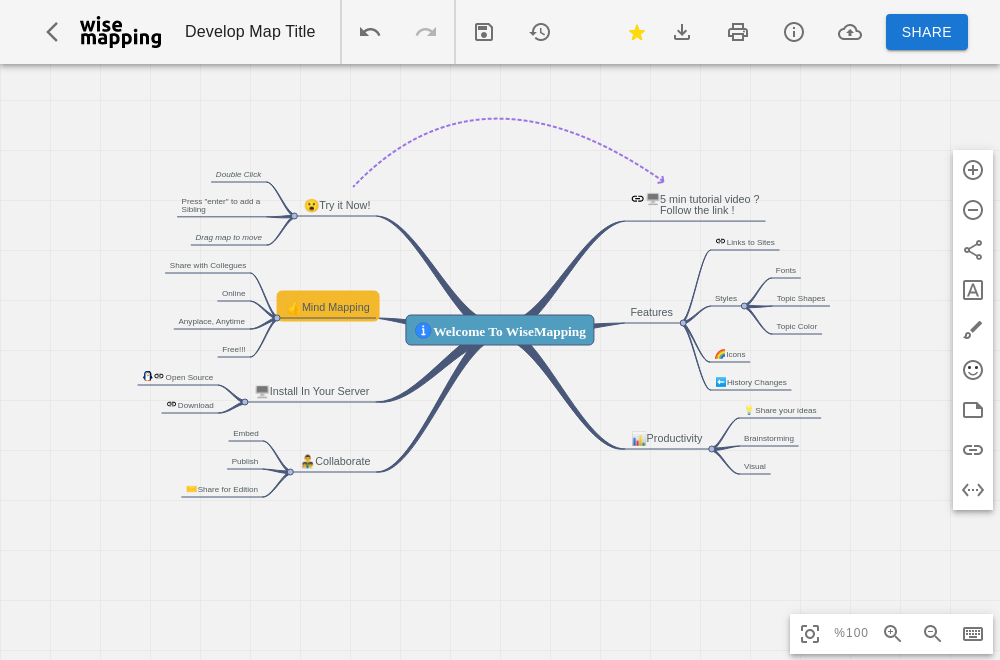 wise
mapping
Develop Map Title
SHARE
Double Click
Press "enter" to add a
Sibling
Drag map to move
😮Try it Now!
Share with Collegues
Online
Anyplace, Anytime
Free!!!
Mind Mapping
Open Source
Download
Install In Your Server
Embed
Publish
Share for Edition
Collaborate
Welcome To WiseMapping
5 min tutorial video ?
Follow the link !
Features
Links to Sites
Styles
Fonts
Topic Shapes
Topic Color
Icons
History Changes
Productivity
Share your ideas
Brainstorming
Visual
%100